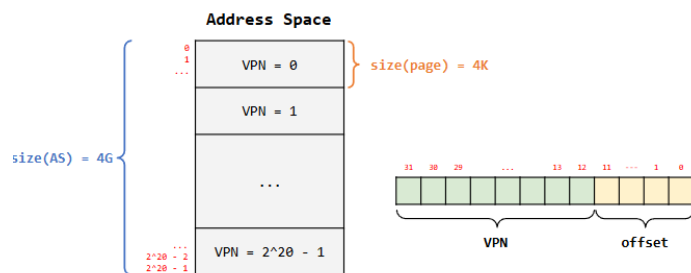 Address Space
0
1
...
VPN = 0
size(page) = 4K
VPN = 1
size(AS) = 4G
...
31 30 29 ... 13 12 11 --- 1 0
VPN
offset
...
2^20 - 2
2^20 - 1
VPN = 2^20 - 1